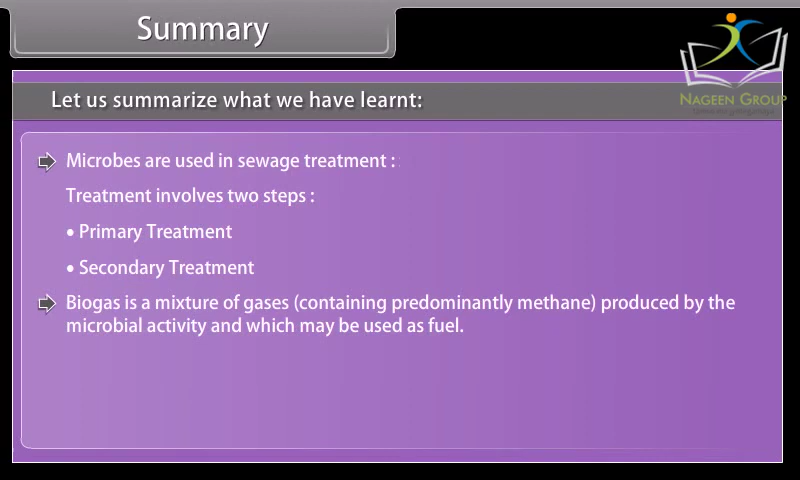 Summary
NAGEEN GROUP
Let us summarize what we have learnt:
Microbes are used in sewage treatment :
Treatment involves two steps :
• Primary Treatment
• Secondary Treatment
Biogas is a mixture of gases (containing predominantly methane) produced by the
microbial activity and which may be used as fuel.